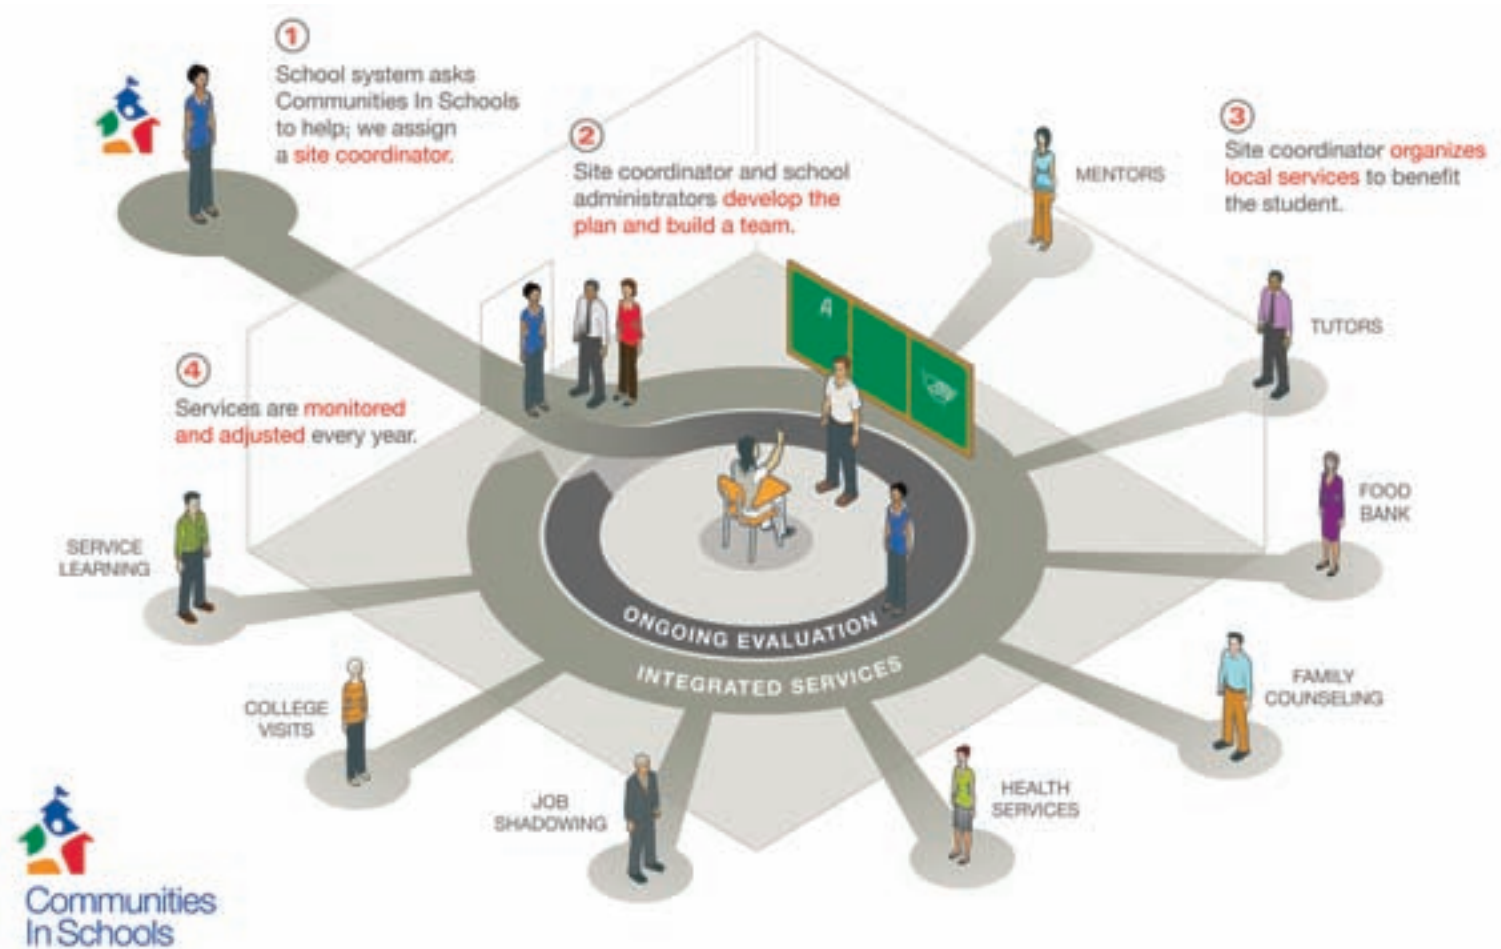 1
School system asks
Communities In Schools
to help; we assign
a site coordinator.
2
Site coordinator and school
administrators develop the
plan and build a team.
3
Site coordinator organizes
local services to benefit
the student.
4
Services are monitored
and adjusted every year.
MENTORS
TUTORS
FOOD
BANK
FAMILY
COUNSELING
HEALTH
SERVICES
JOB
SHADOWING
COLLEGE
VISITS
SERVICE
LEARNING
A
ONGOING EVALUATION
INTEGRATED SERVICES
Communities
In Schools